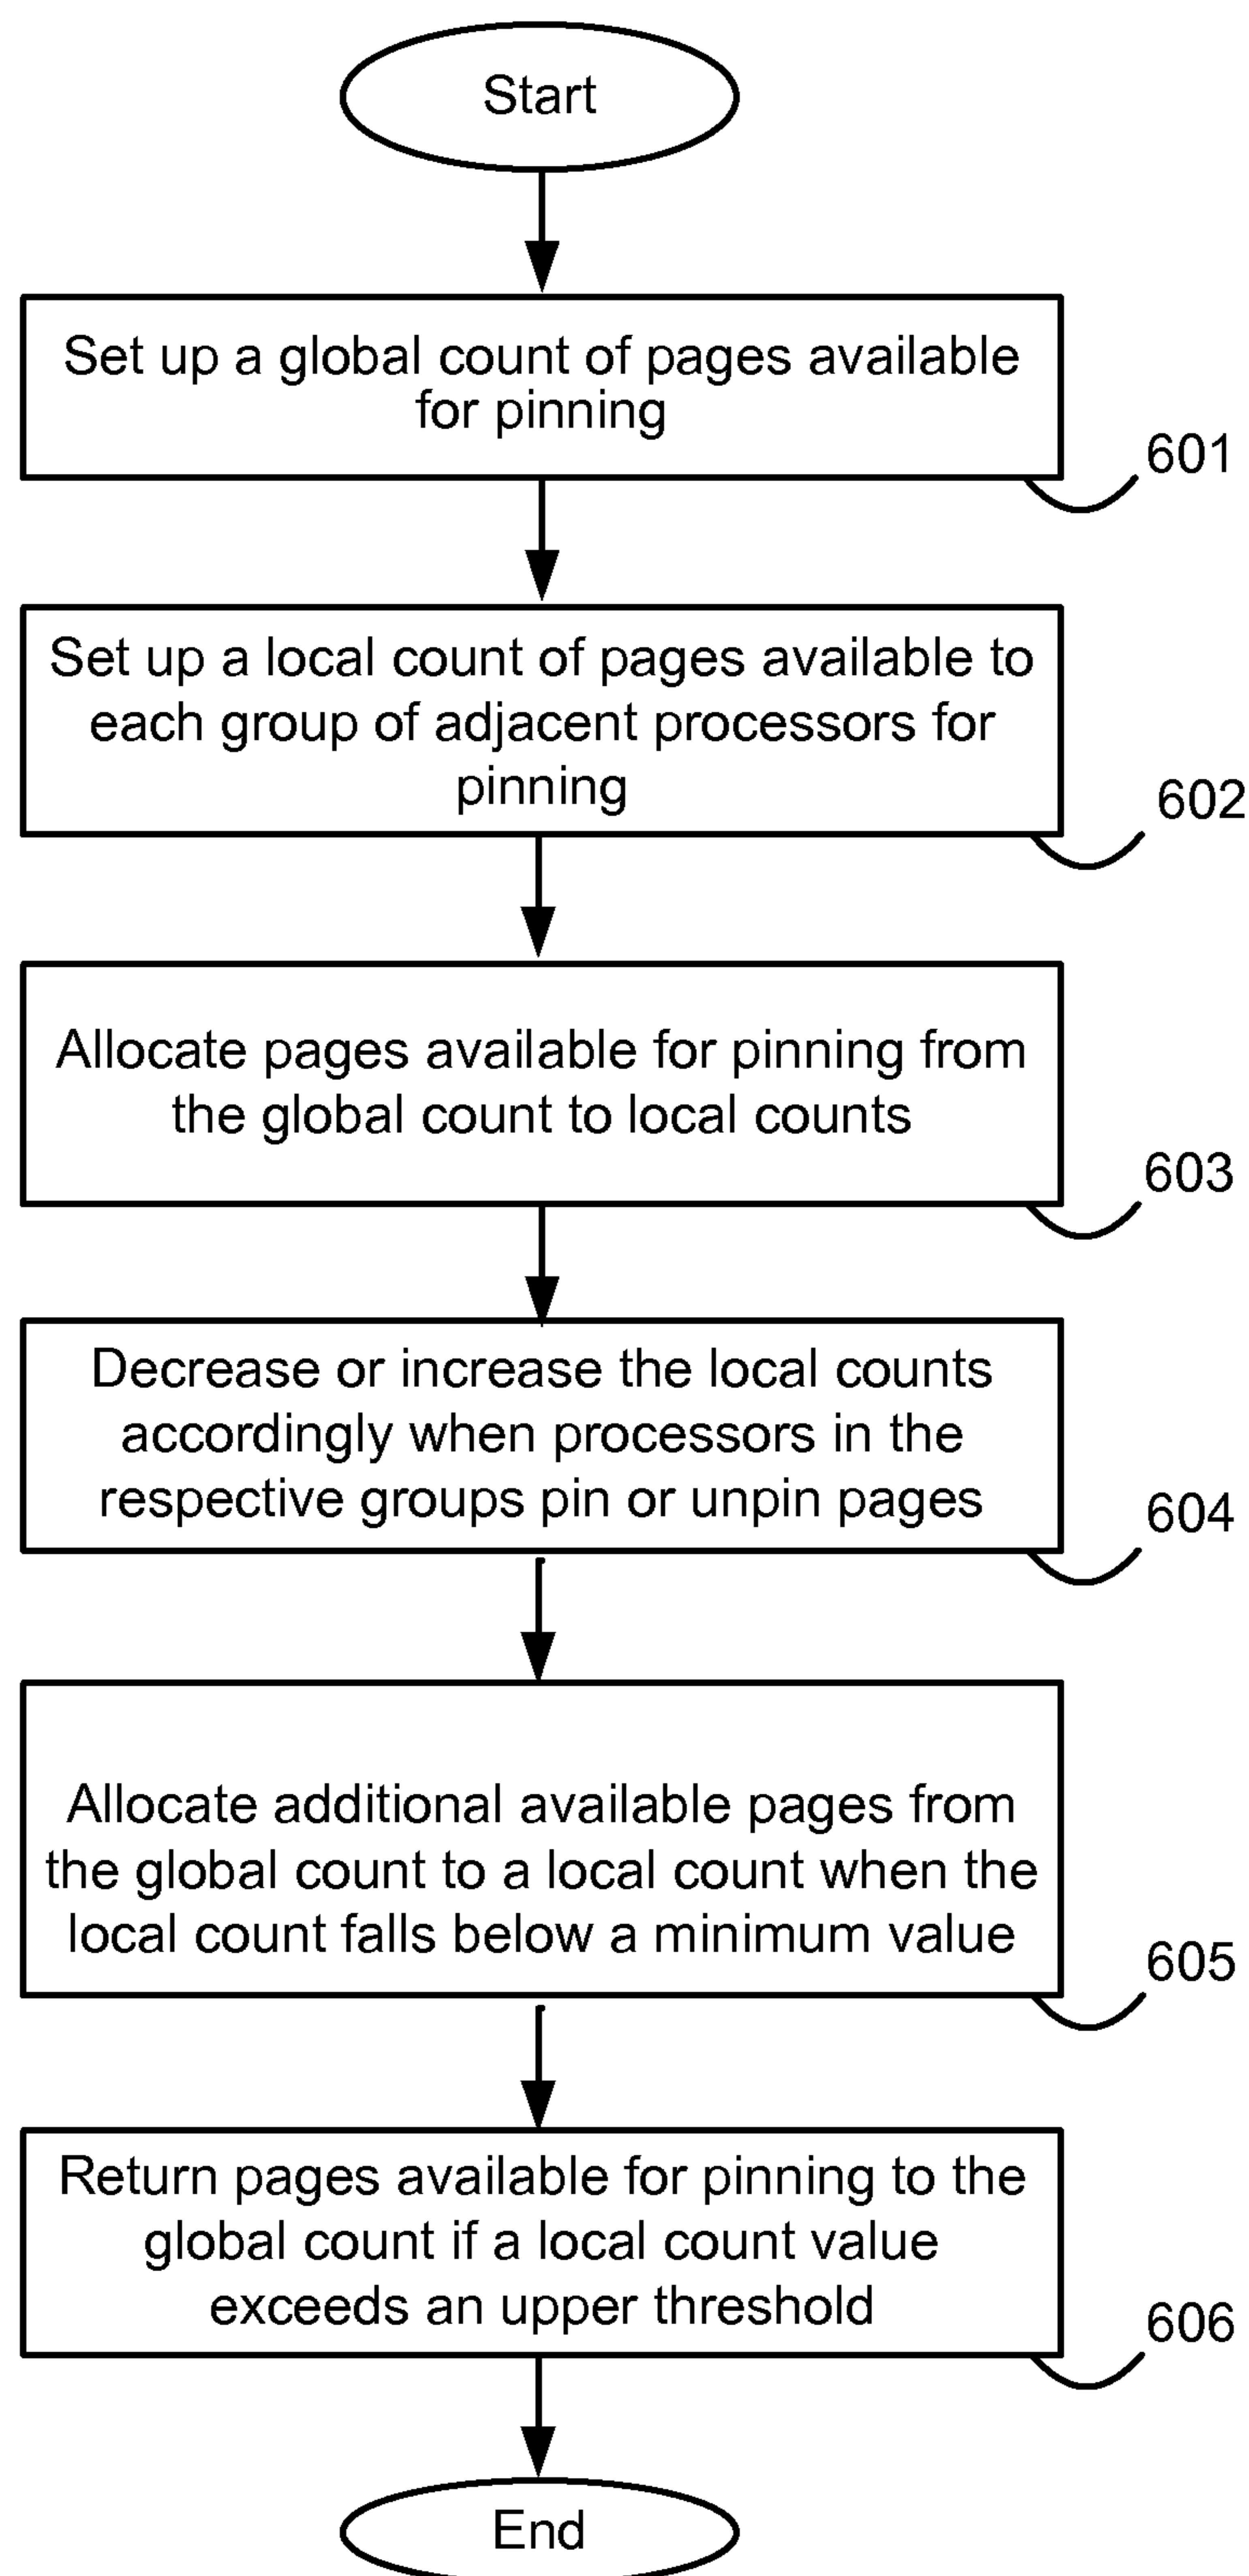 Start
Set up a global count of pages available
for pinning
601
Set up a local count of pages available to
each group of adjacent processors for
pinning
602
Allocate pages available for pinning from
the global count to local counts
603
Decrease or increase the local counts
accordingly when processors in the
respective groups pin or unpin pages
604
Allocate additional available pages from
the global count to a local count when the
local count falls below a minimum value
605
Return pages available for pinning to the
global count if a local count value
exceeds an upper threshold
606
End